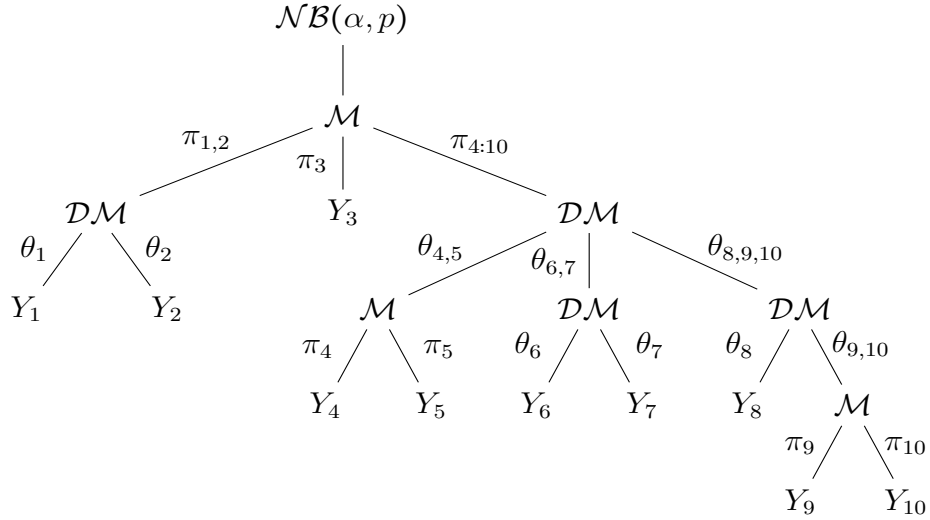 𝒩ℬ(α, p)
ℳ
π₁,₂ π₃ π₄:₁₀
𝒟ℳ Y₃ 𝒟ℳ
θ₁ θ₂ θ₄,₅ θ₆,₇ θ₈,₉,₁₀
Y₁ Y₂ ℳ 𝒟ℳ 𝒟ℳ
π₄ π₅ θ₆ θ₇ θ₈ θ₉,₁₀
Y₄ Y₅ Y₆ Y₇ Y₈ ℳ
π₉ π₁₀
Y₉ Y₁₀